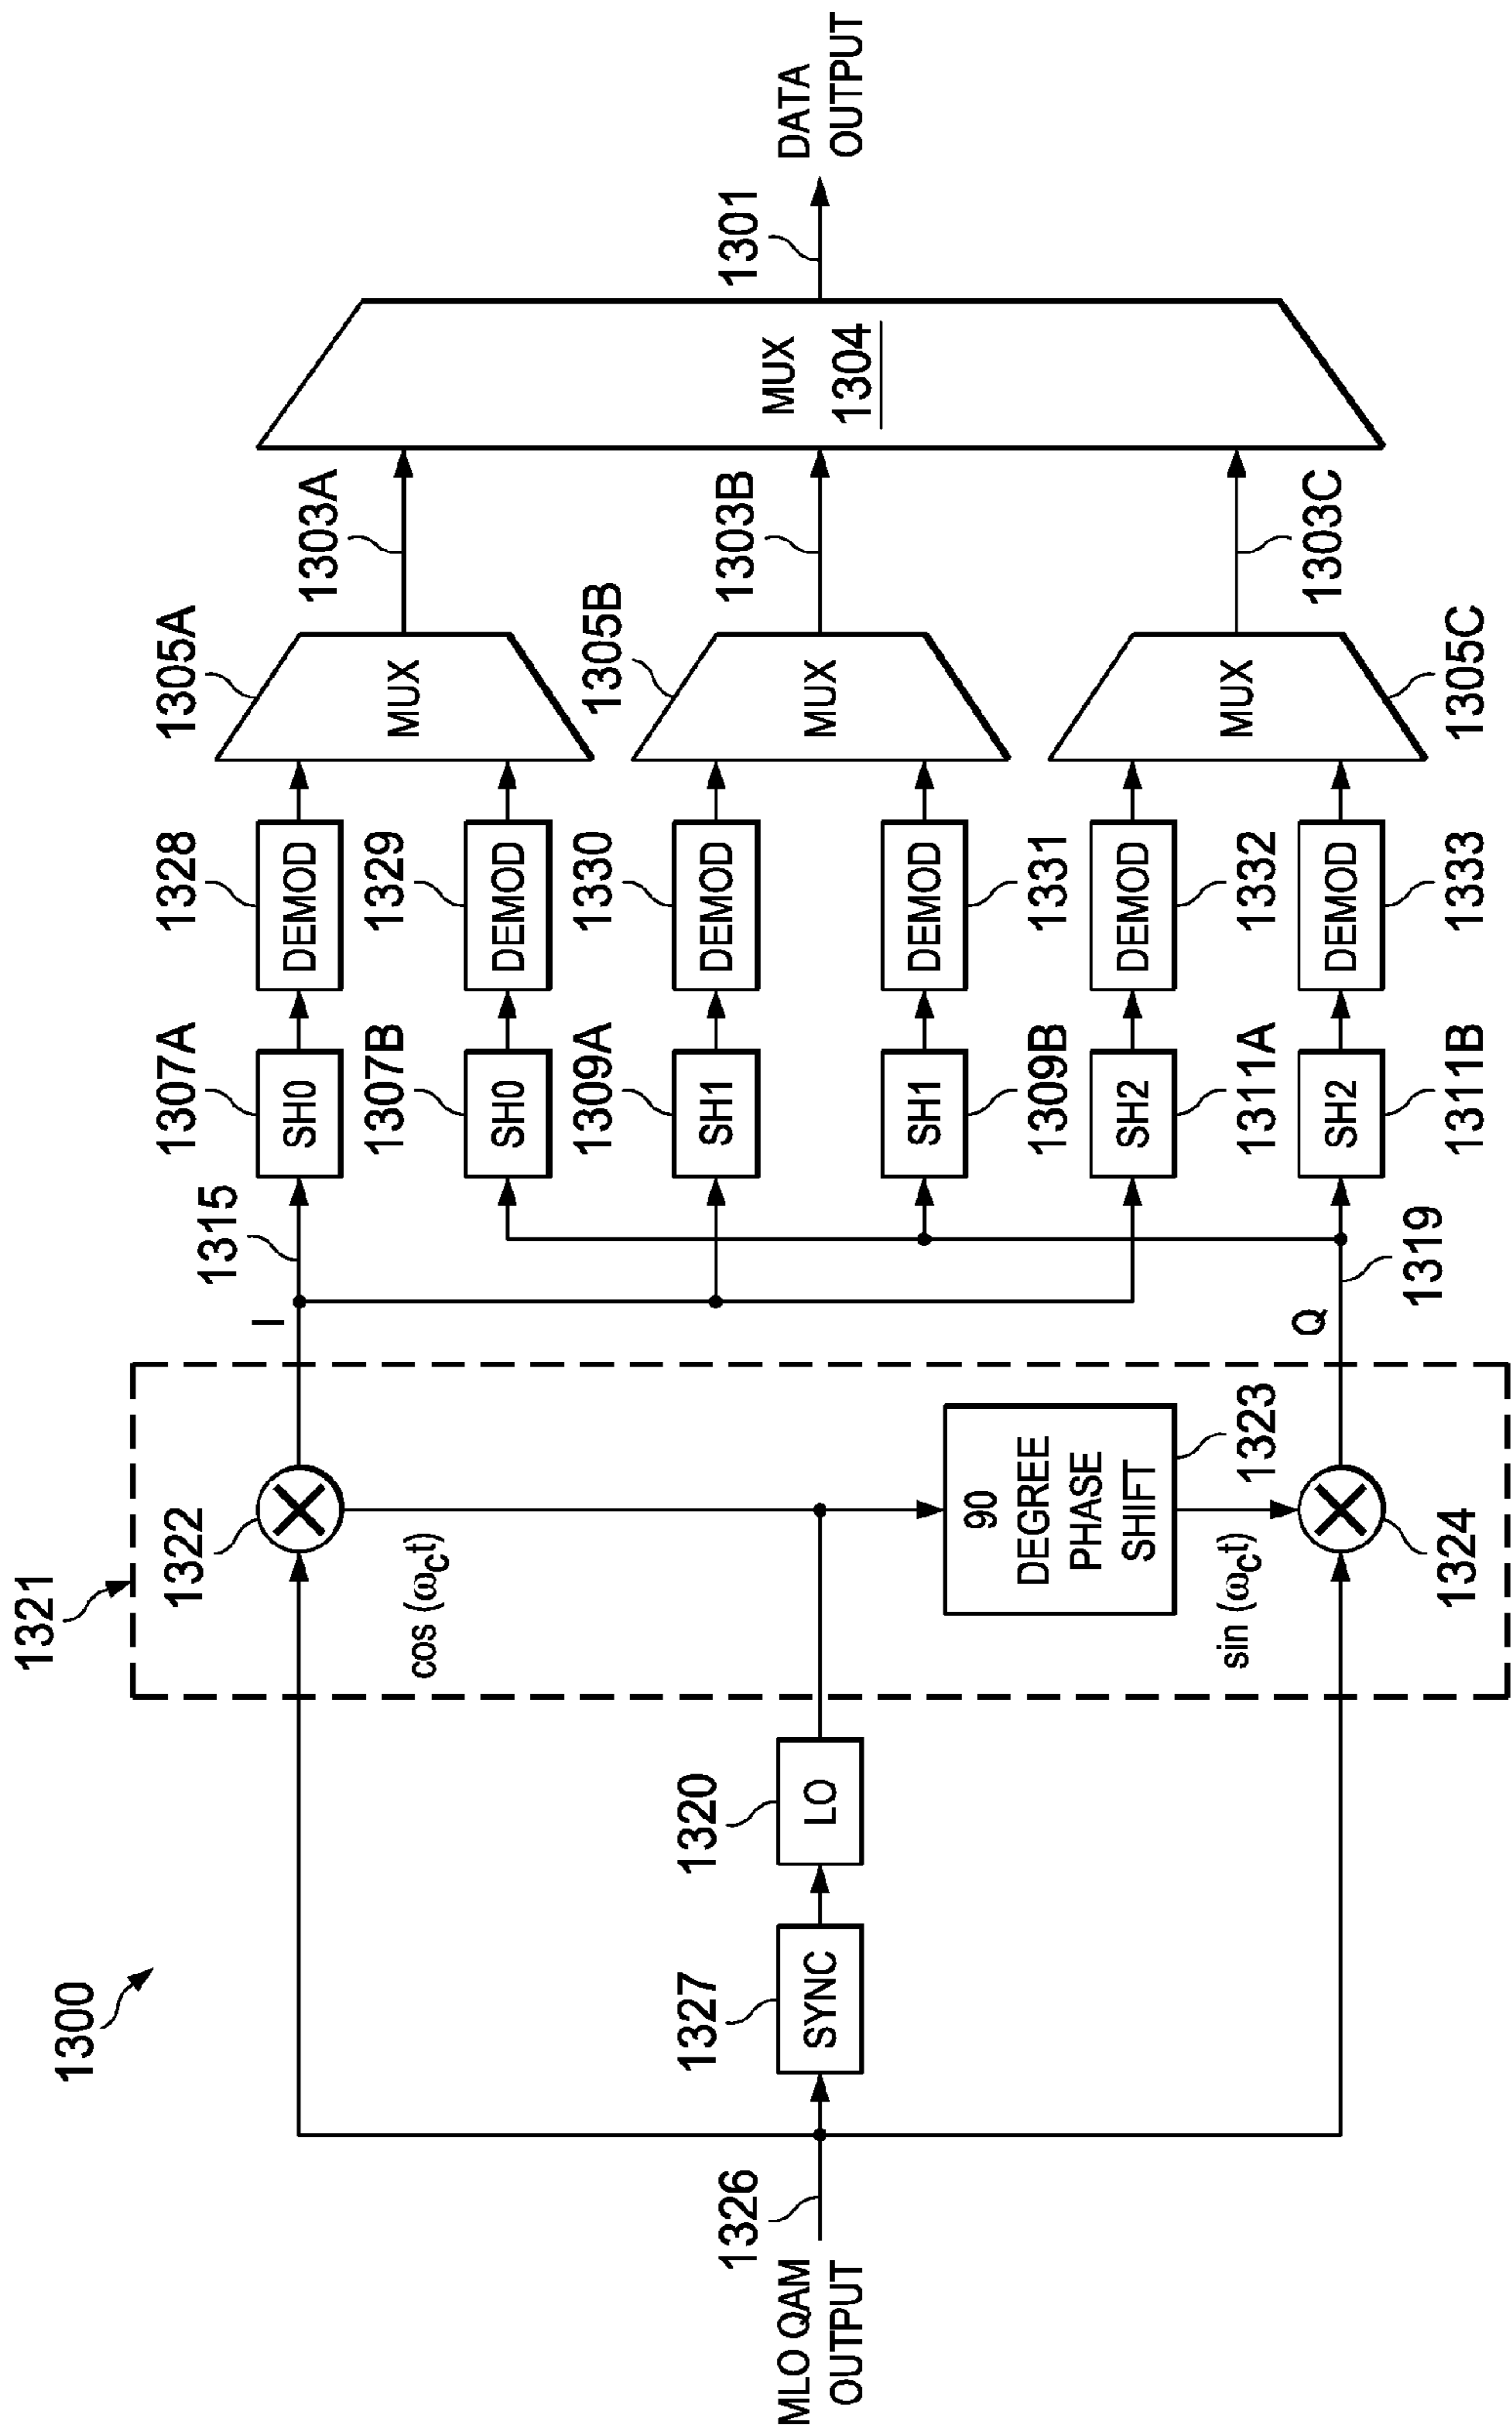 1300
1326
MLO QAM
OUTPUT
1327
SYNC
1320
LO
1321
1322
cos (ωct)
90
DEGREE
PHASE
SHIFT
1323
sin (ωct)
1324
I
1315
Q
1319
1307A
SH0
1307B
SH0
1309A
SH1
SH1
1309B
SH2
1311A
SH2
1311B
1328
DEMOD
1329
DEMOD
1330
DEMOD
DEMOD
1331
DEMOD
1332
DEMOD
1333
1305A
MUX
1305B
MUX
MUX
1305C
1303A
1303B
1303C
MUX
1304
1301
DATA
OUTPUT